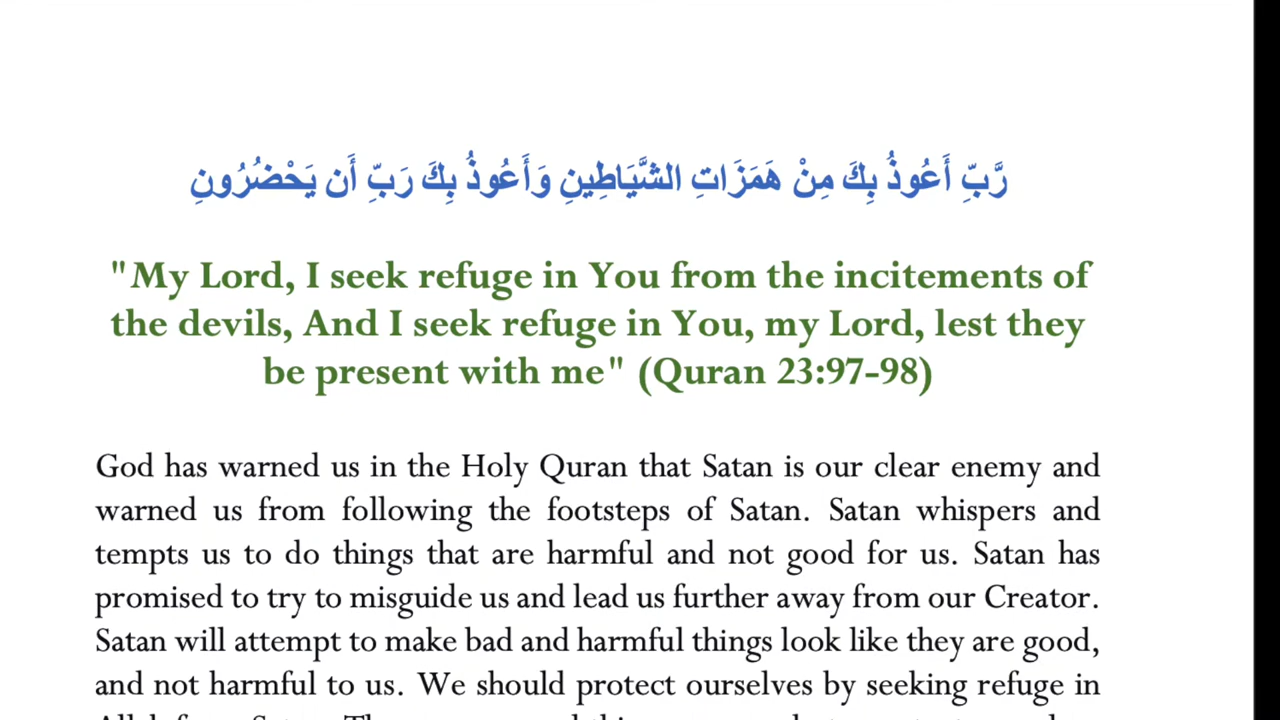 رَّبِّ أَعُوذُ بِكَ مِنْ هَمَزَاتِ الشَّيَاطِينِ وَأَعُوذُ بِكَ رَبِّ أَن يَحْضُرُونِ
"My Lord, I seek refuge in You from the incitements of
the devils, And I seek refuge in You, my Lord, lest they
be present with me" (Quran 23:97-98)
God has warned us in the Holy Quran that Satan is our clear enemy and
warned us from following the footsteps of Satan. Satan whispers and
tempts us to do things that are harmful and not good for us. Satan has
promised to try to misguide us and lead us further away from our Creator.
Satan will attempt to make bad and harmful things look like they are good,
and not harmful to us. We should protect ourselves by seeking refuge in